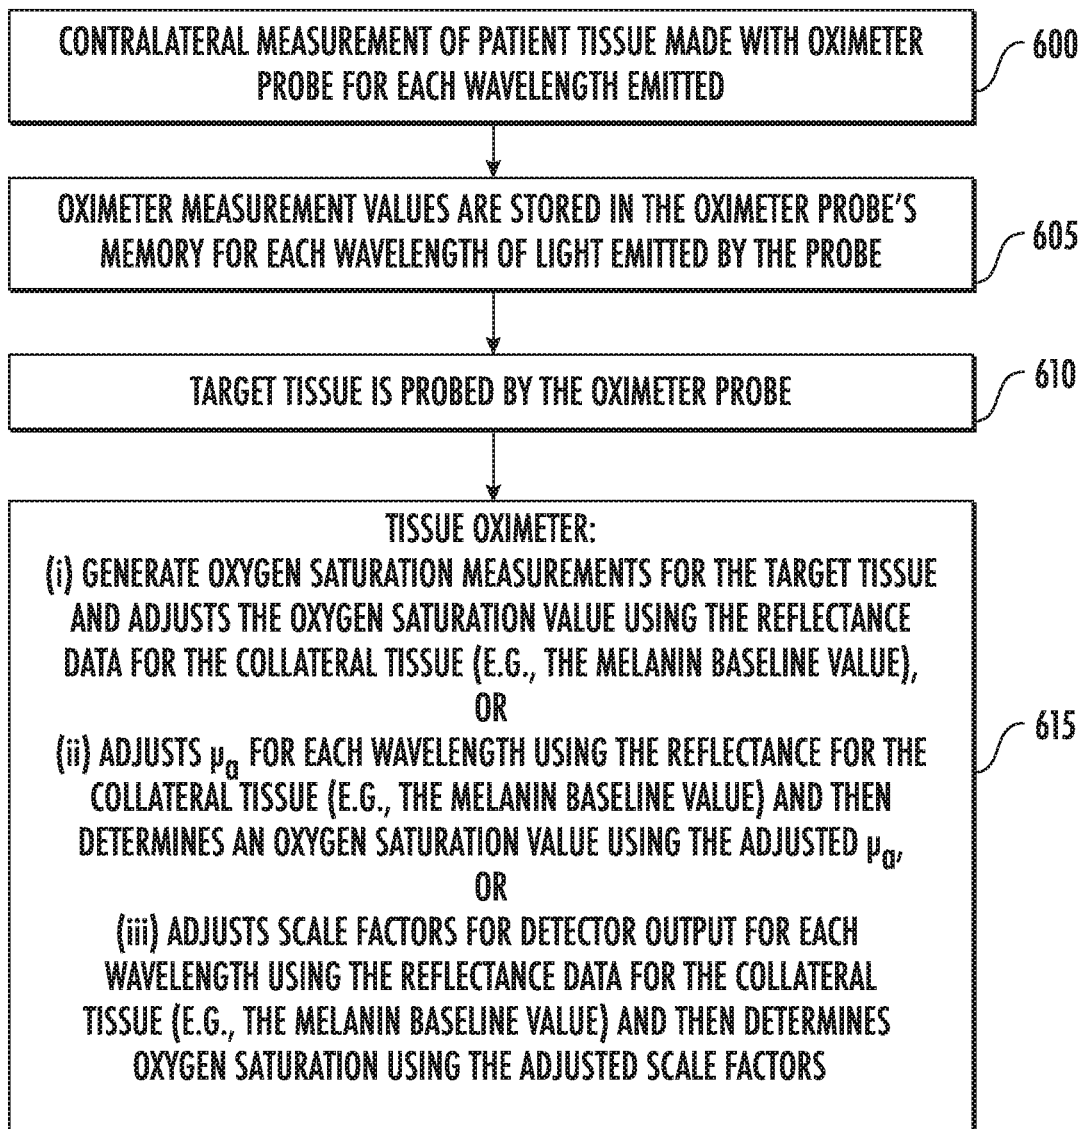 CONTRALATERAL MEASUREMENT OF PATIENT TISSUE MADE WITH OXIMETER
PROBE FOR EACH WAVELENGTH EMITTED
600
OXIMETER MEASUREMENT VALUES ARE STORED IN THE OXIMETER PROBE'S
MEMORY FOR EACH WAVELENGTH OF LIGHT EMITTED BY THE PROBE
605
TARGET TISSUE IS PROBED BY THE OXIMETER PROBE
610
TISSUE OXIMETER:
(i) GENERATE OXYGEN SATURATION MEASUREMENTS FOR THE TARGET TISSUE
AND ADJUSTS THE OXYGEN SATURATION VALUE USING THE REFLECTANCE
DATA FOR THE COLLATERAL TISSUE (E.G., THE MELANIN BASELINE VALUE),
OR
(ii) ADJUSTS μa FOR EACH WAVELENGTH USING THE REFLECTANCE FOR THE
COLLATERAL TISSUE (E.G., THE MELANIN BASELINE VALUE) AND THEN
DETERMINES AN OXYGEN SATURATION VALUE USING THE ADJUSTED μa,
OR
(iii) ADJUSTS SCALE FACTORS FOR DETECTOR OUTPUT FOR EACH
WAVELENGTH USING THE REFLECTANCE DATA FOR THE COLLATERAL
TISSUE (E.G., THE MELANIN BASELINE VALUE) AND THEN DETERMINES
OXYGEN SATURATION USING THE ADJUSTED SCALE FACTORS
615